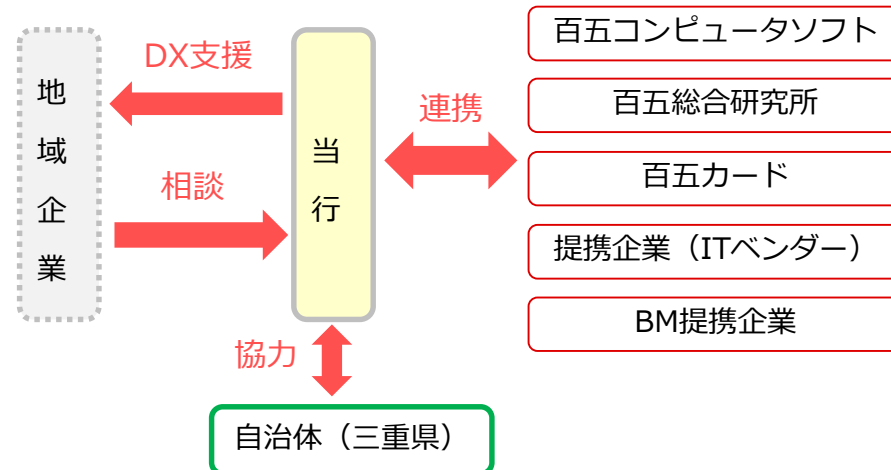 地域企業
DX支援
相談
当行
連携
百五コンピュータソフト
百五総合研究所
百五カード
提携企業（ITベンダー）
BM提携企業
協力
自治体（三重県）